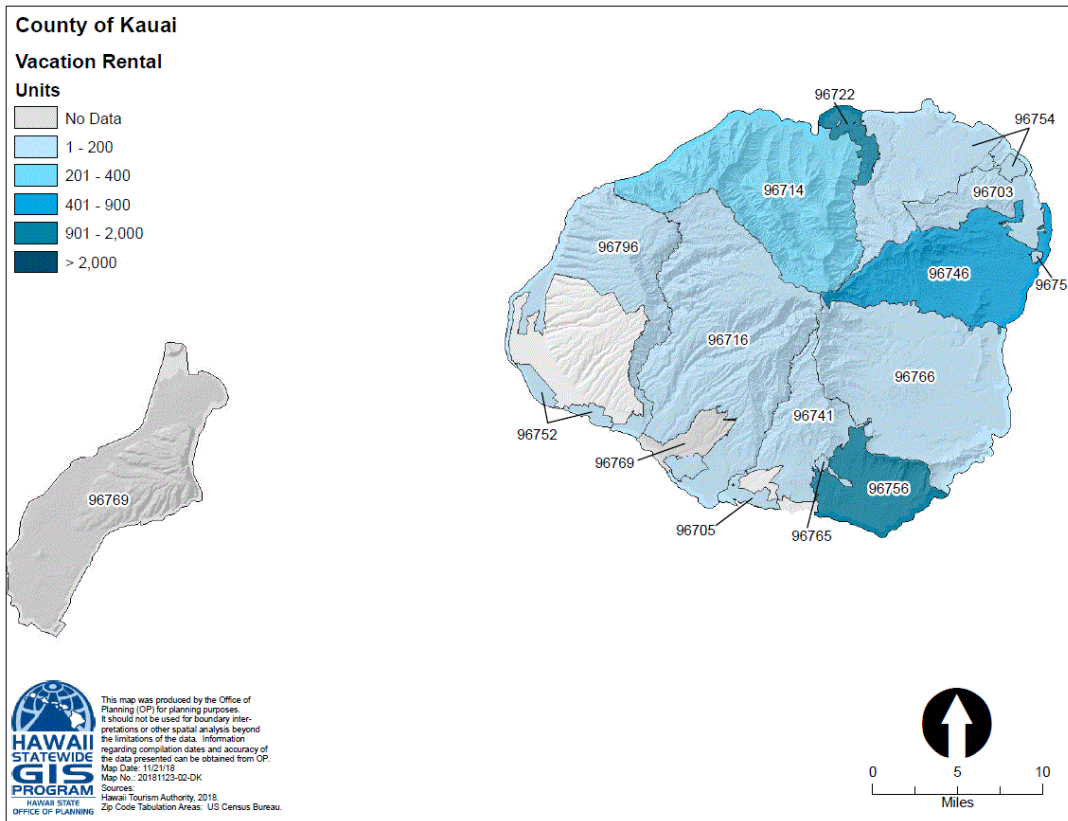 County of Kauai
Vacation Rental
Units
No Data
1 - 200
201 - 400
401 - 900
901 - 2,000
> 2,000
96722
96754
96714
96703
96796
96746
9675
96716
96766
96741
96752
96769
96756
96769
96705
96765
This map was produced by the Office of
Planning (OP) for planning purposes.
It should not be used for boundary inter-
pretations or other spatial analysis beyond
the limitations of the data. Information
regarding compilation dates and accuracy of
the data presented can be obtained from OP.
Map Date: 11/21/18
Map No.: 20181123-02-DK
Sources:
Hawaii Tourism Authority, 2018.
Zip Code Tabulation Areas: US Census Bureau.
HAWAII
STATEWIDE
GIS
PROGRAM
HAWAII STATE
OFFICE OF PLANNING
0 5 10
Miles